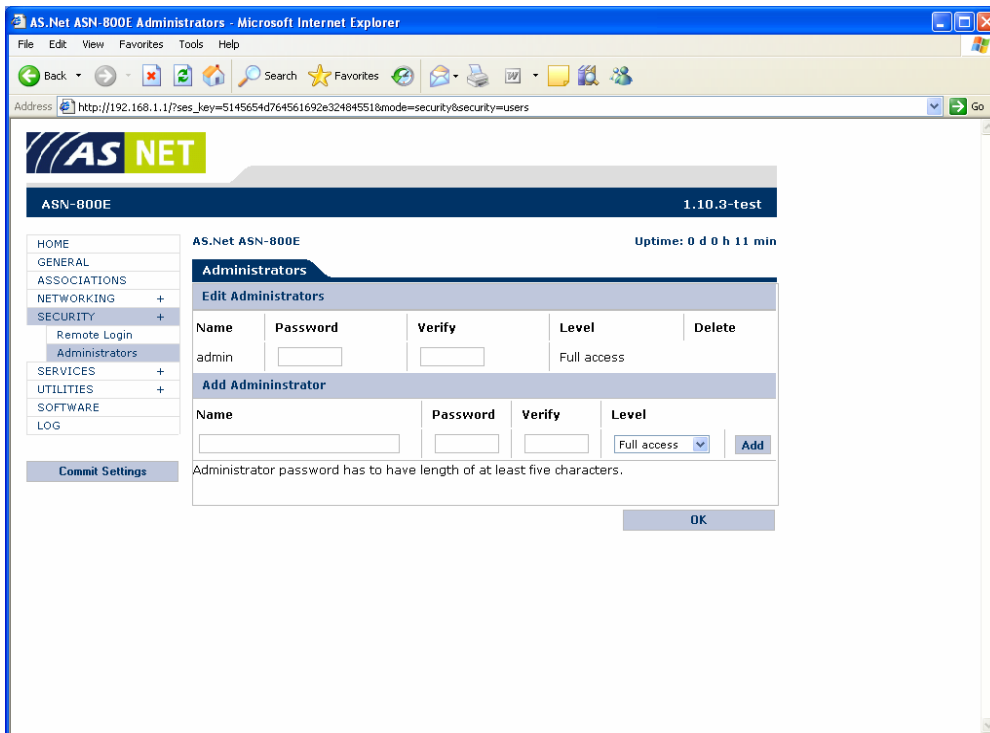 AS.Net ASN-800E Administrators - Microsoft Internet Explorer
File Edit View Favorites Tools Help
Back Search Favorites
Address http://192.168.1.1/?ses_key=5145654d764561692e32484551&mode=security&security=users Go
AS NET
ASN-800E 1.10.3-test
AS.Net ASN-800E Uptime: 0 d 0 h 11 min
HOME
GENERAL
ASSOCIATIONS
NETWORKING +
SECURITY +
Remote Login
Administrators
SERVICES +
UTILITIES +
SOFTWARE
LOG
Commit Settings
Administrators
Edit Administrators
Name Password Verify Level Delete
admin Full access
Add Admininstrator
Name Password Verify Level
Full access Add
Administrator password has to have length of at least five characters.
OK